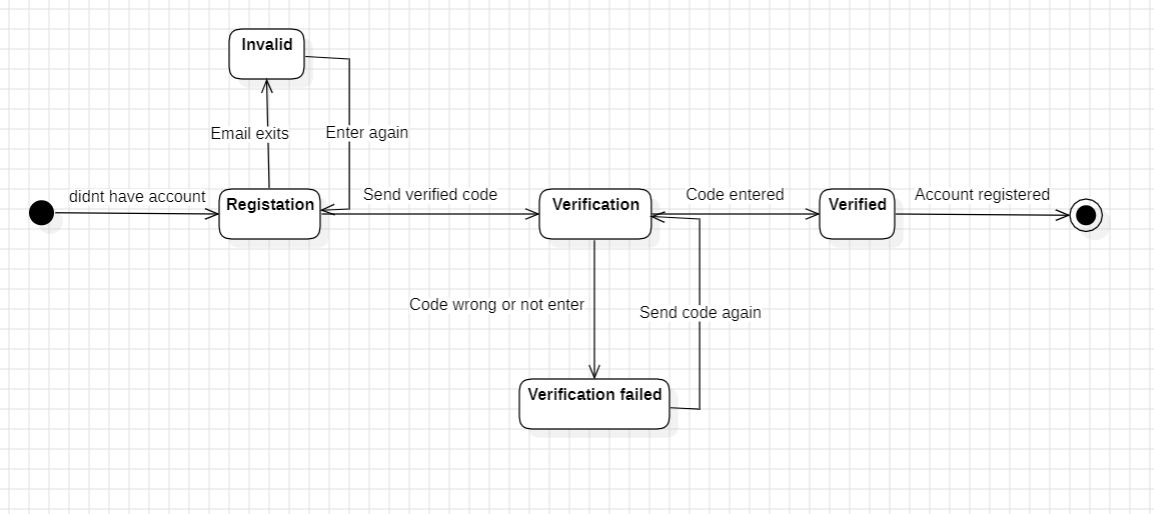 Invalid
Email exits
Enter again
didnt have account
Registation
Send verified code
Verification
Code entered
Verified
Account registered
Code wrong or not enter
Send code again
Verification failed